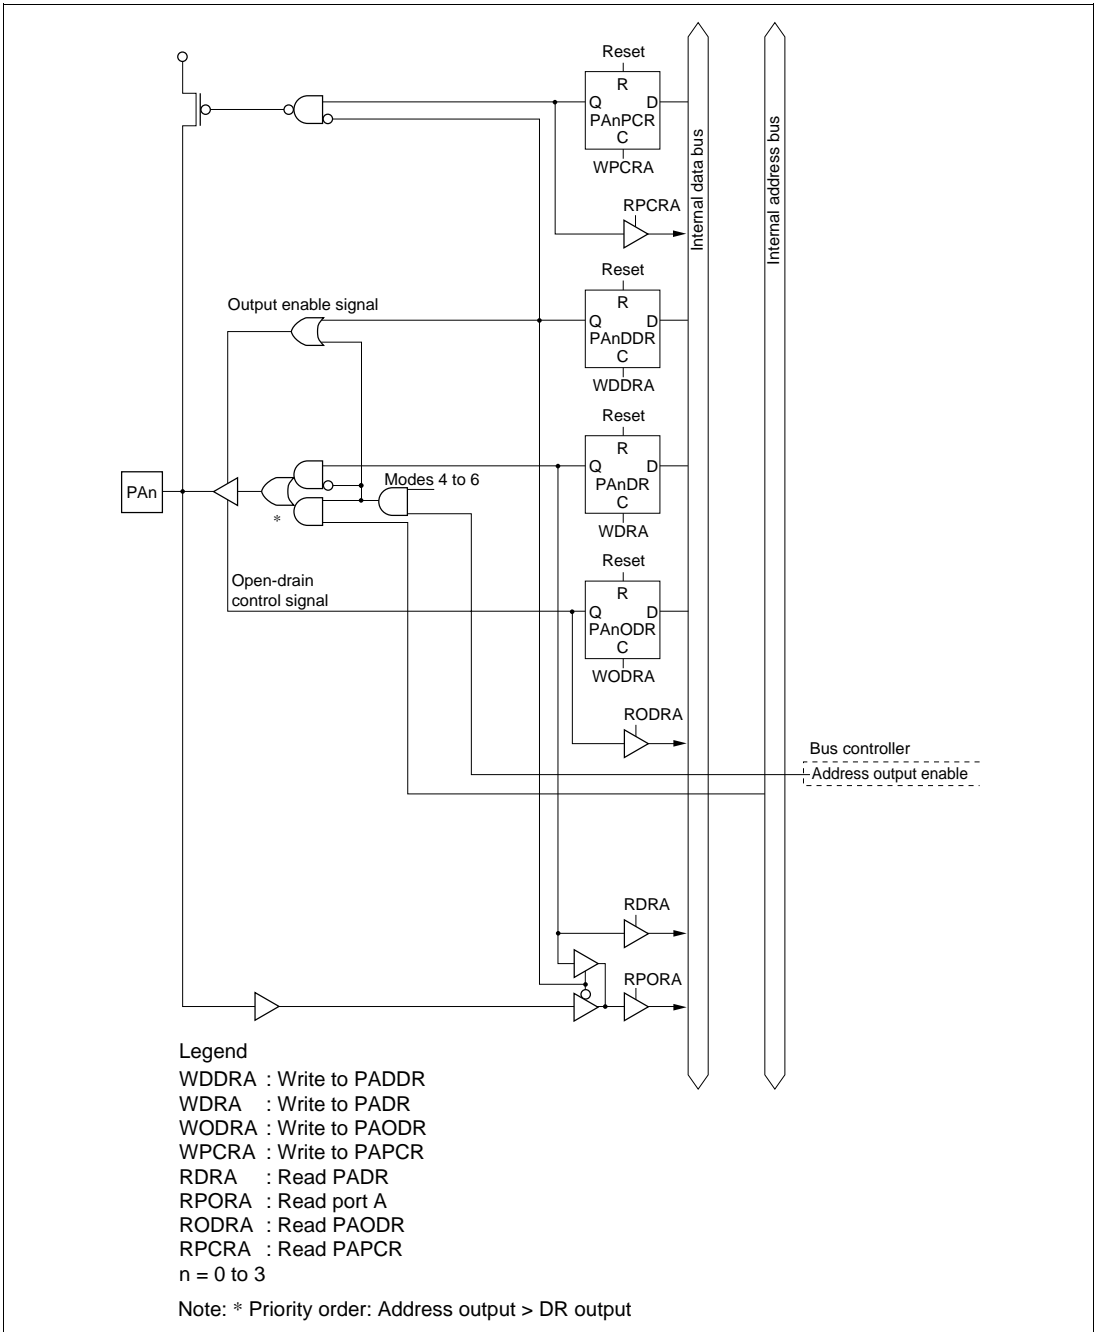 Reset
R
Q D
PAnPCR
C
WPCRA
RPCRA
Internal data bus
Internal address bus
Reset
R
Q D
PAnDDR
C
WDDRA
Output enable signal
Reset
R
Q D
PAnDR
C
WDRA
Modes 4 to 6
PAn
*
Reset
R
Q D
PAnODR
C
WODRA
Open-drain
control signal
RODRA
Bus controller
Address output enable
RDRA
RPORA
Legend
WDDRA : Write to PADDR
WDRA : Write to PADR
WODRA : Write to PAODR
WPCRA : Write to PAPCR
RDRA : Read PADR
RPORA : Read port A
RODRA : Read PAODR
RPCRA : Read PAPCR
n = 0 to 3
Note: * Priority order: Address output > DR output